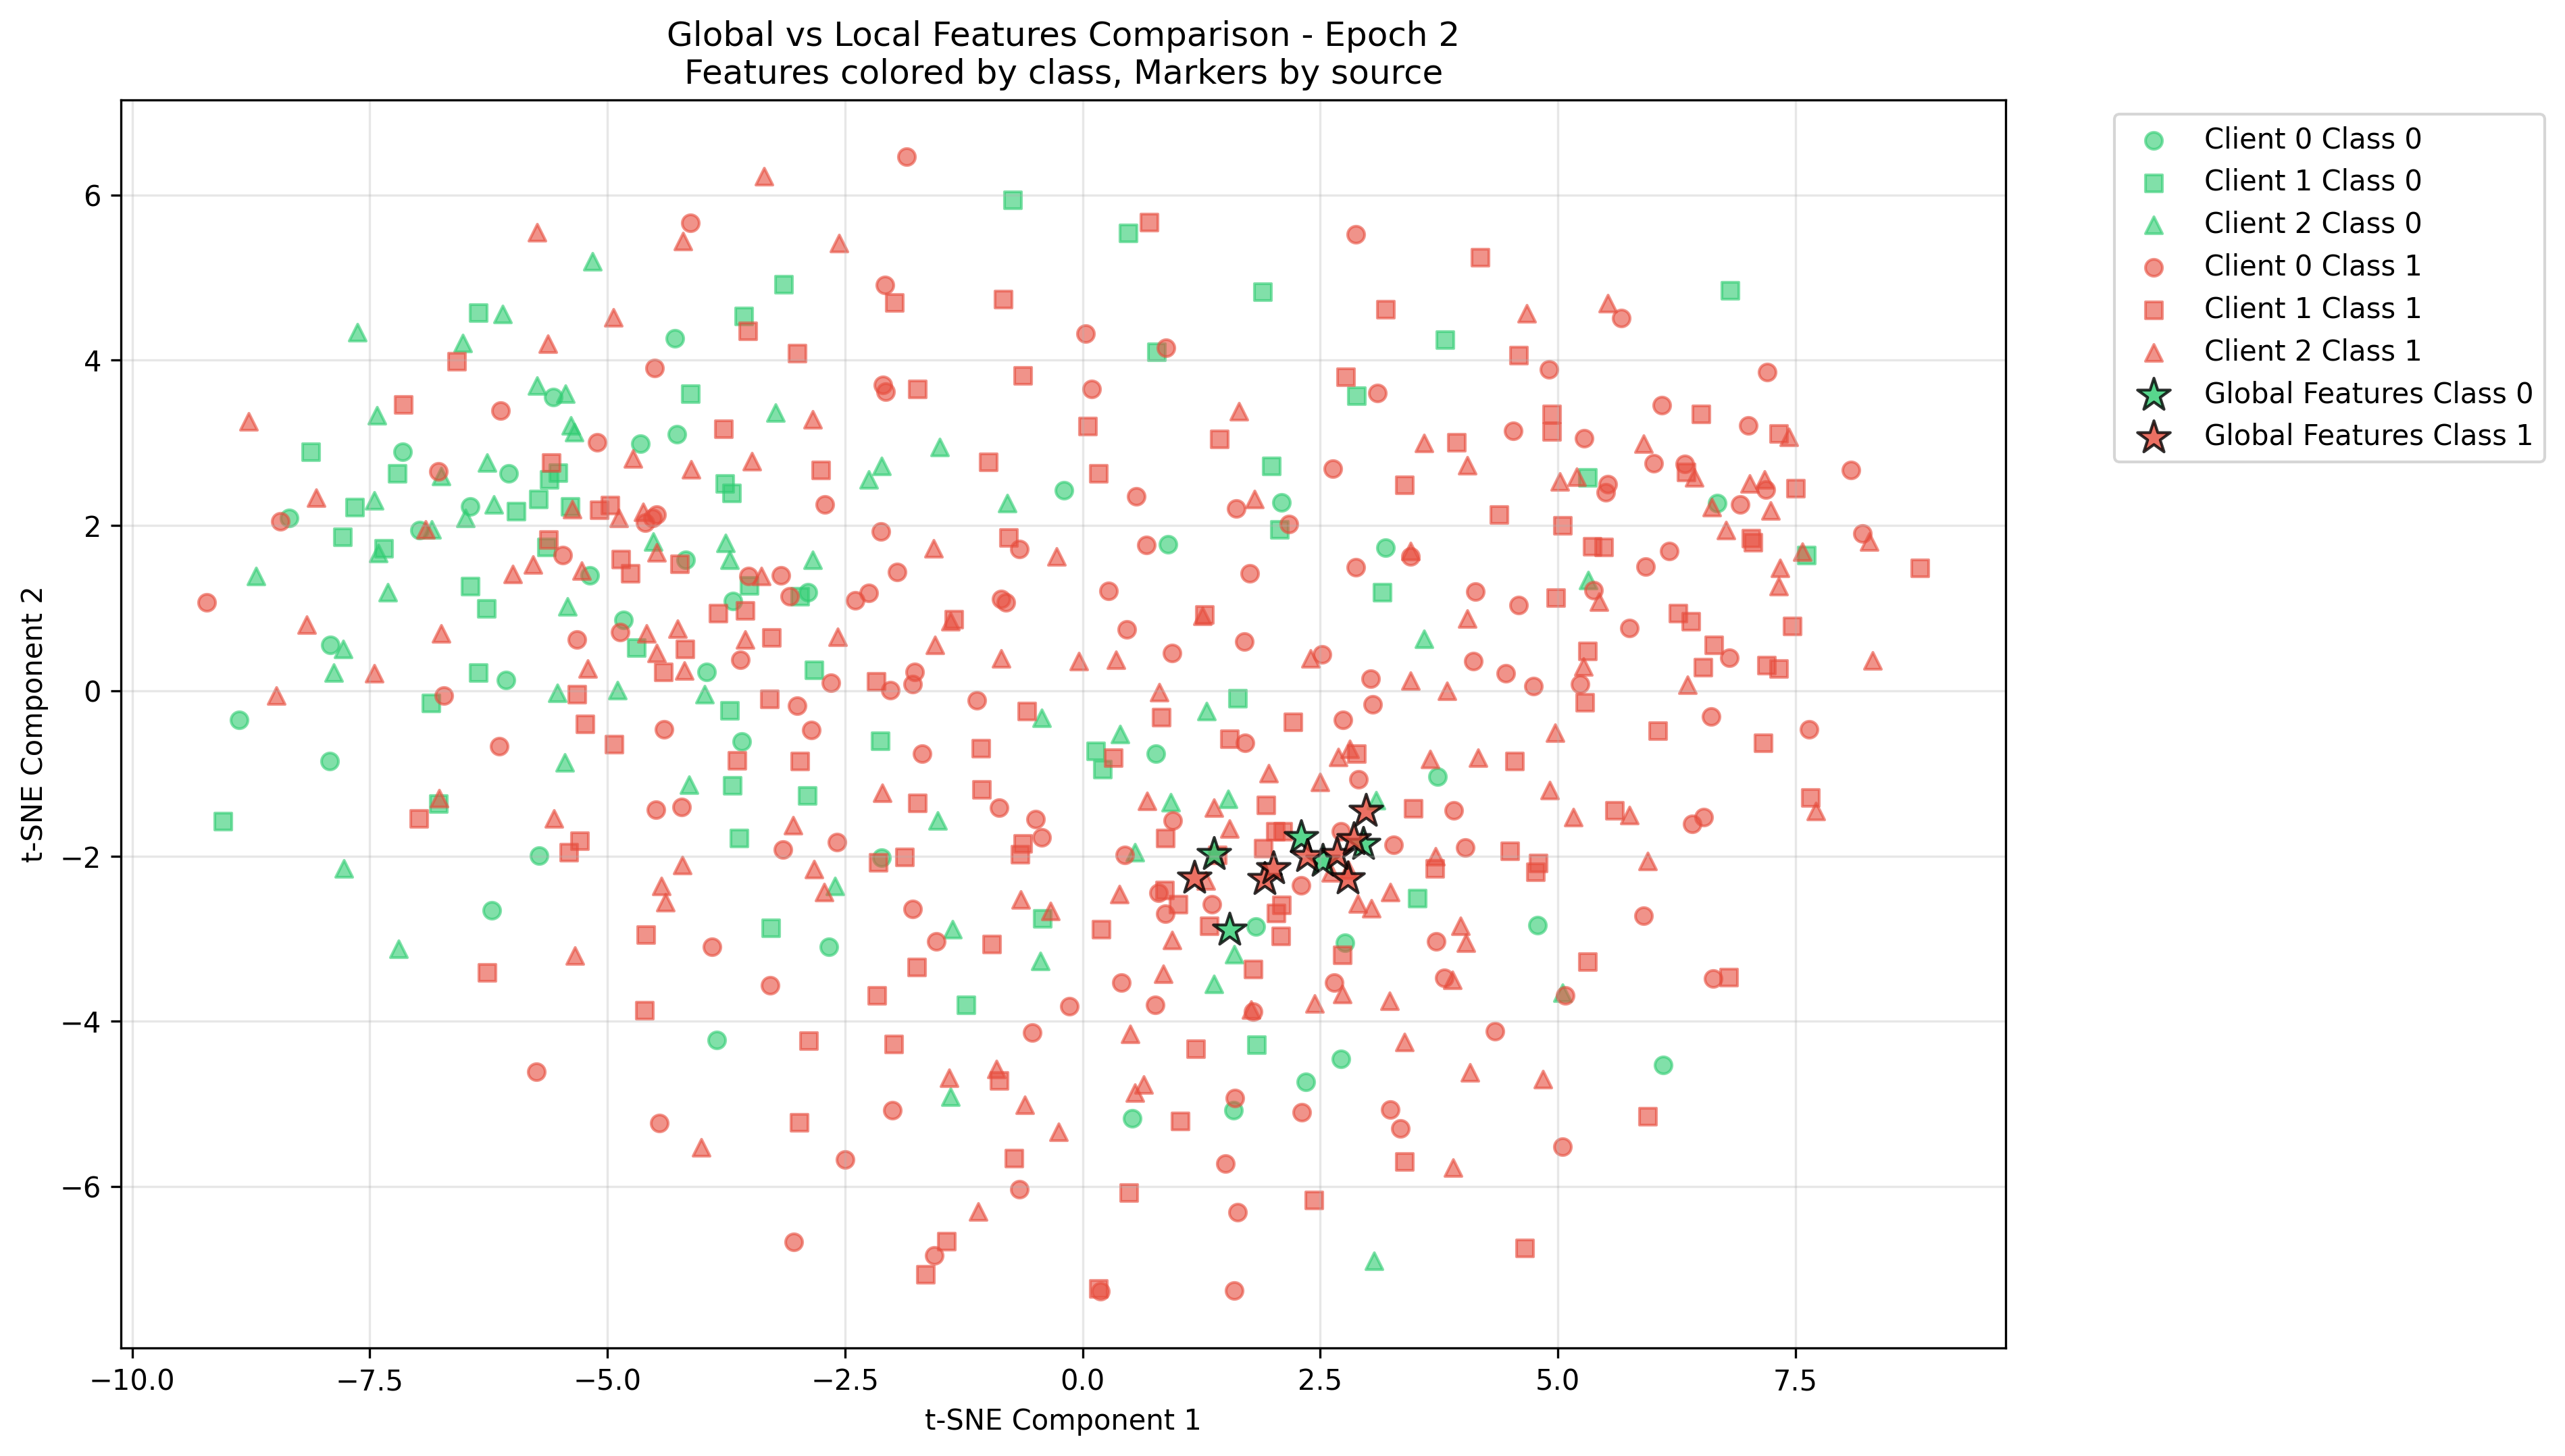 Global vs Local Features Comparison - Epoch 2
Features colored by class, Markers by source
t-SNE Component 2
6
4
2
0
−2
−4
−6
−10.0
−7.5
−5.0
−2.5
0.0
2.5
5.0
7.5
t-SNE Component 1
Client 0 Class 0
Client 1 Class 0
Client 2 Class 0
Client 0 Class 1
Client 1 Class 1
Client 2 Class 1
Global Features Class 0
Global Features Class 1